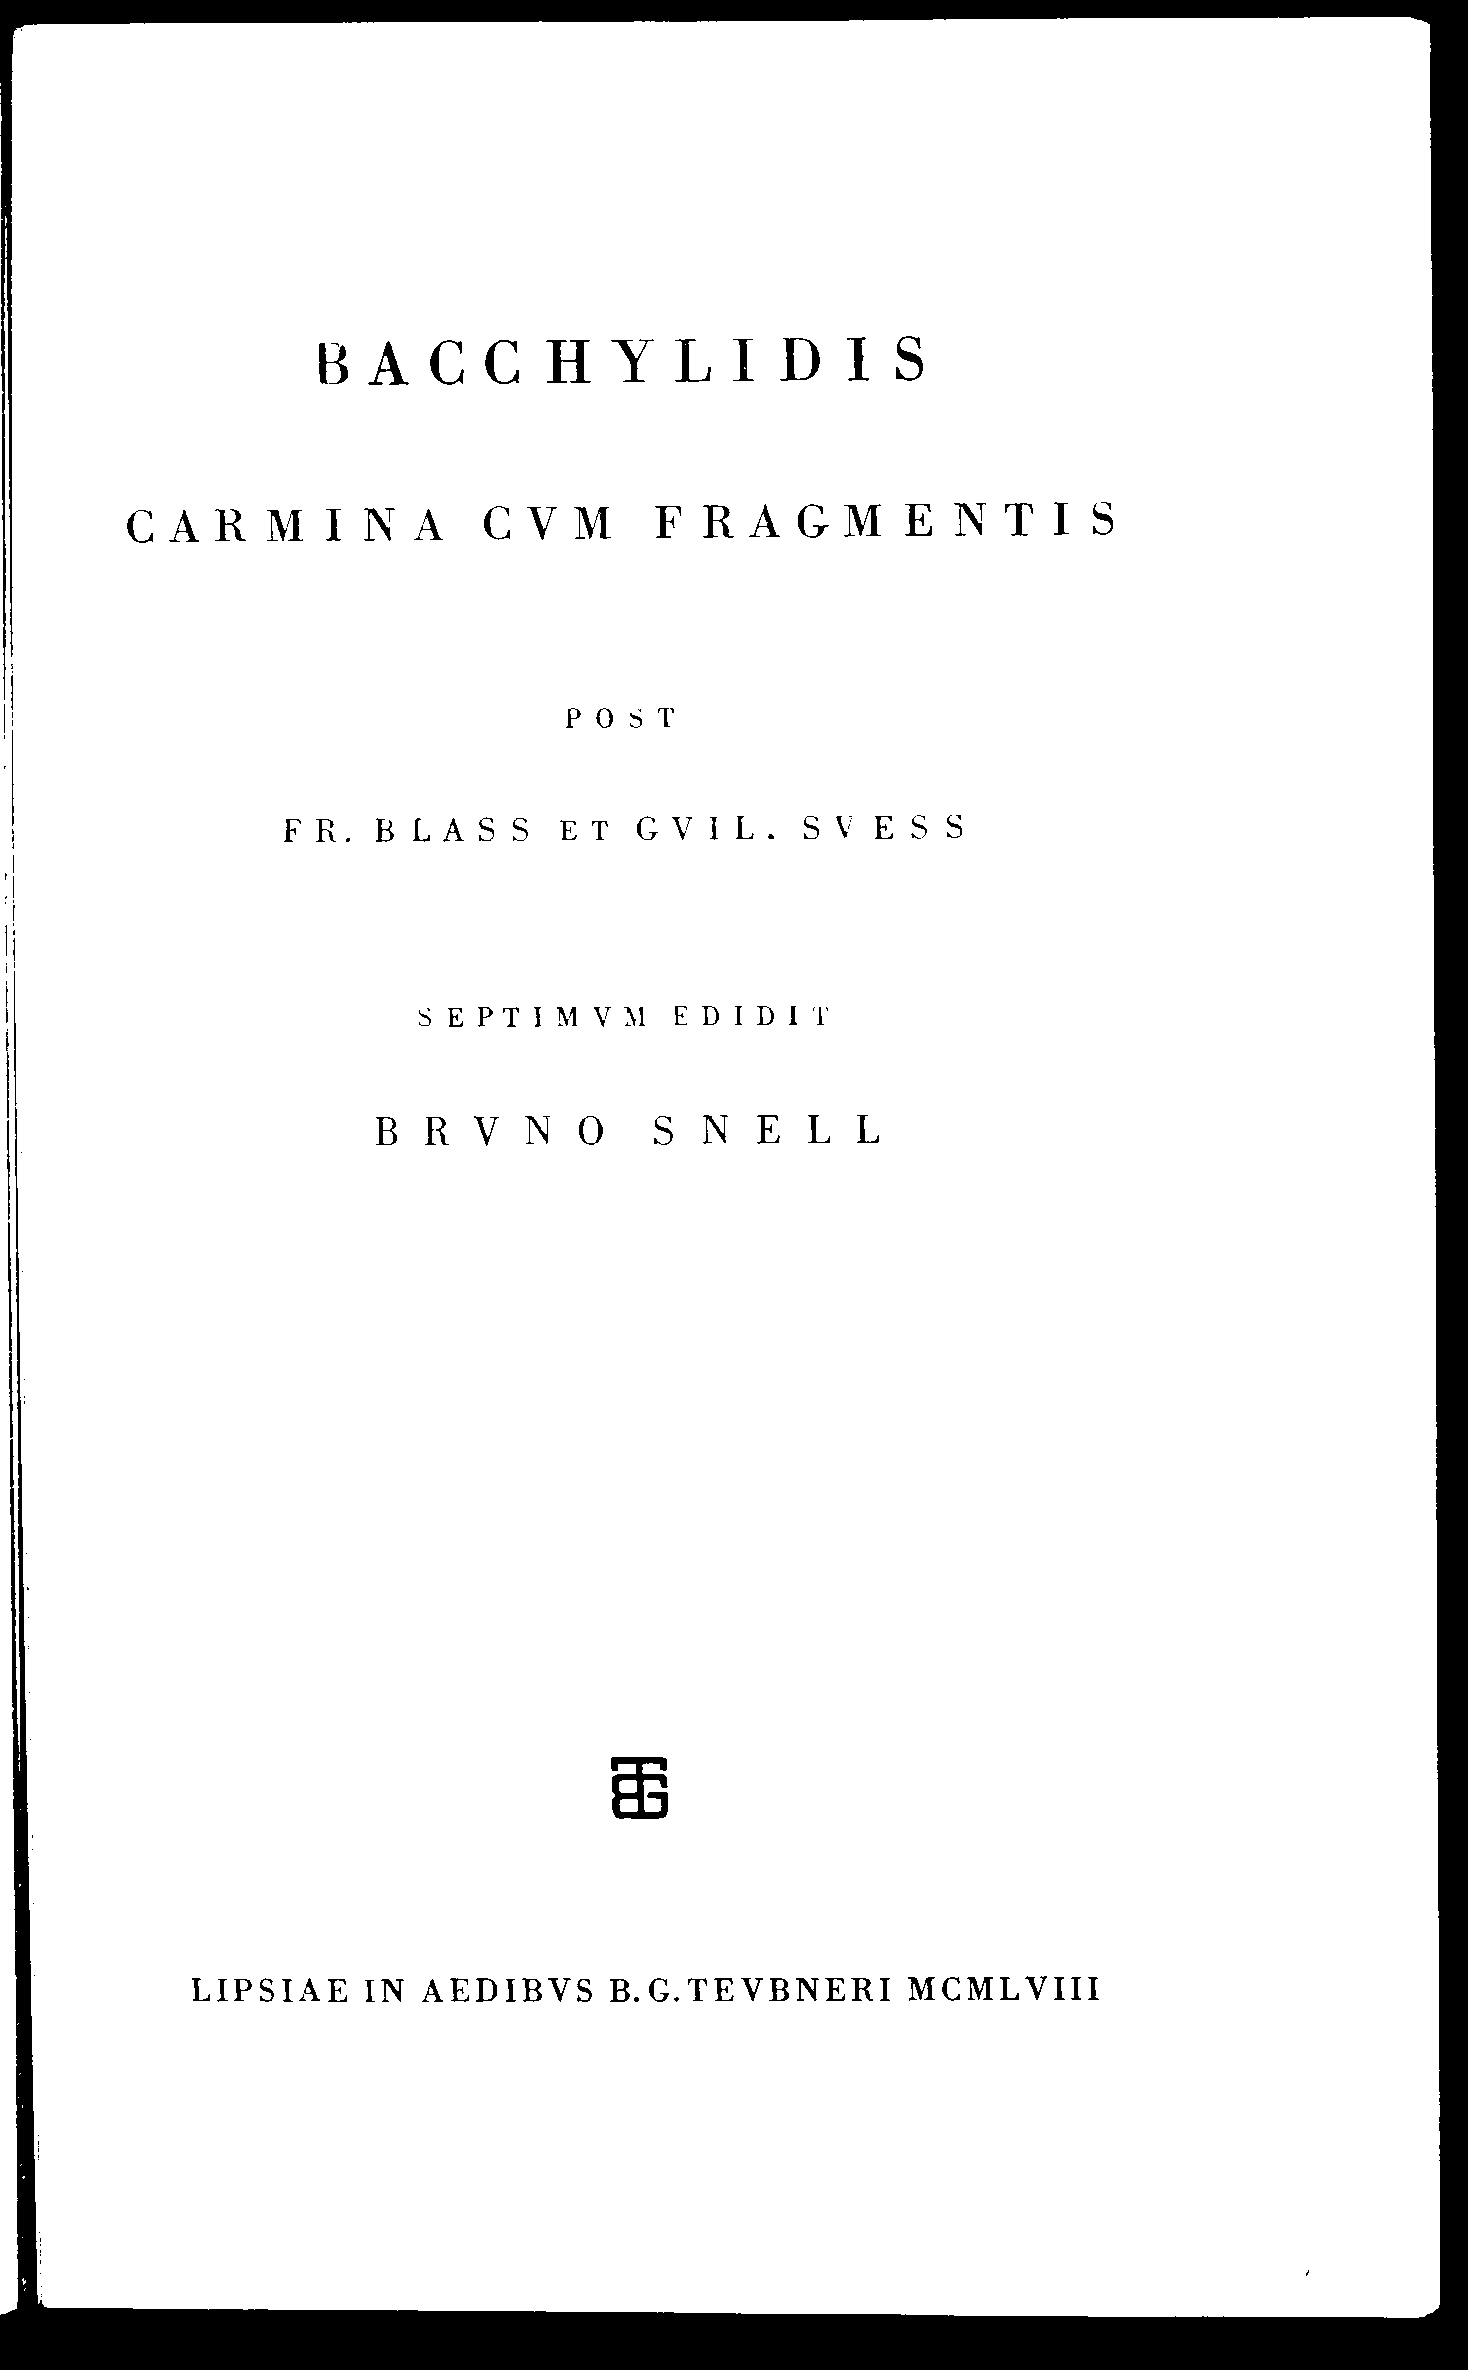 BACCHYLIDIS
CARMINA CVM FRAGMENTIS
POST
FR. BLASS ET GVIL. SVESS
SEPTIMVM EDIDIT
BRVNO SNELL
TBG
LIPSIAE IN AEDIBVS B.G.TEVBNERI MCMLVIII